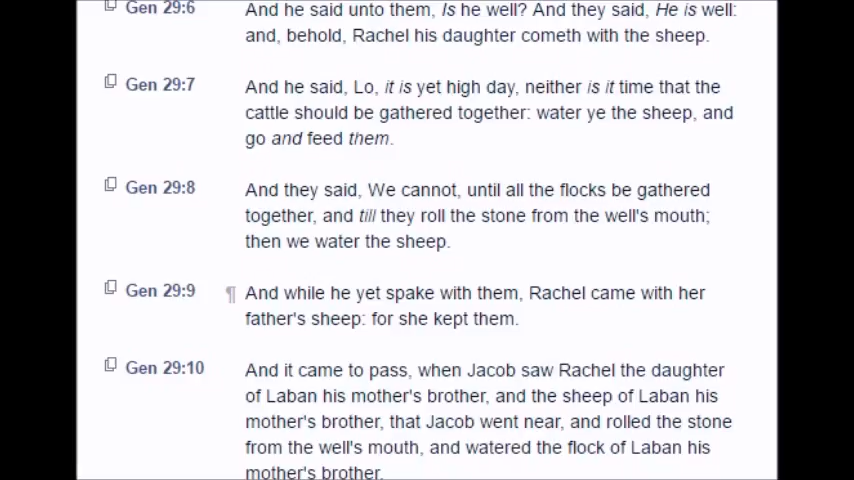 Gen 29:6 And he said unto them, Is he well? And they said, He is well:
and, behold, Rachel his daughter cometh with the sheep.
Gen 29:7 And he said, Lo, it is yet high day, neither is it time that the
cattle should be gathered together: water ye the sheep, and
go and feed them.
Gen 29:8 And they said, We cannot, until all the flocks be gathered
together, and till they roll the stone from the well's mouth;
then we water the sheep.
Gen 29:9 ¶ And while he yet spake with them, Rachel came with her
father's sheep: for she kept them.
Gen 29:10 And it came to pass, when Jacob saw Rachel the daughter
of Laban his mother's brother, and the sheep of Laban his
mother's brother, that Jacob went near, and rolled the stone
from the well's mouth, and watered the flock of Laban his
mother's brother.